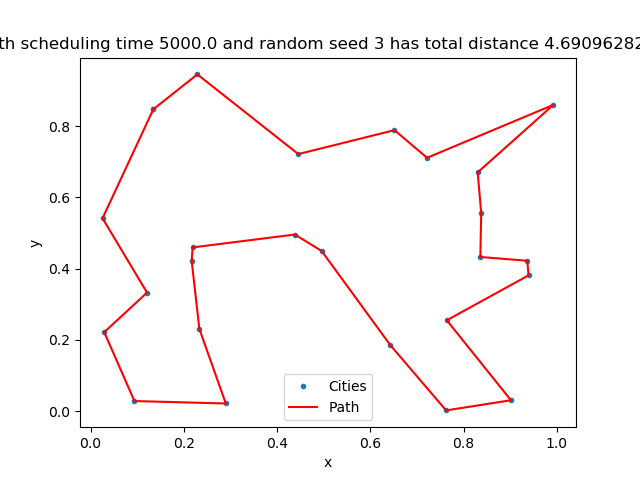 th scheduling time 5000.0 and random seed 3 has total distance 4.69096282
0.8
0.6
0.4
0.2
0.0
y
0.0 0.2 0.4 0.6 0.8 1.0
x
Cities
Path